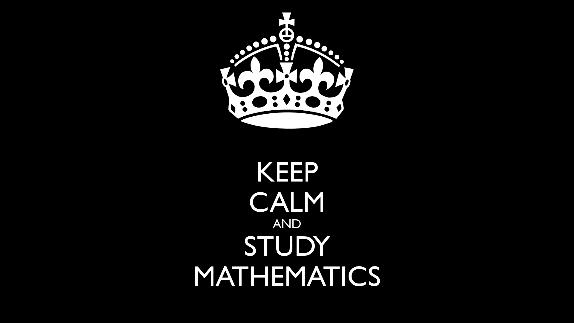 KEEP
CALM
AND
STUDY
MATHEMATICS